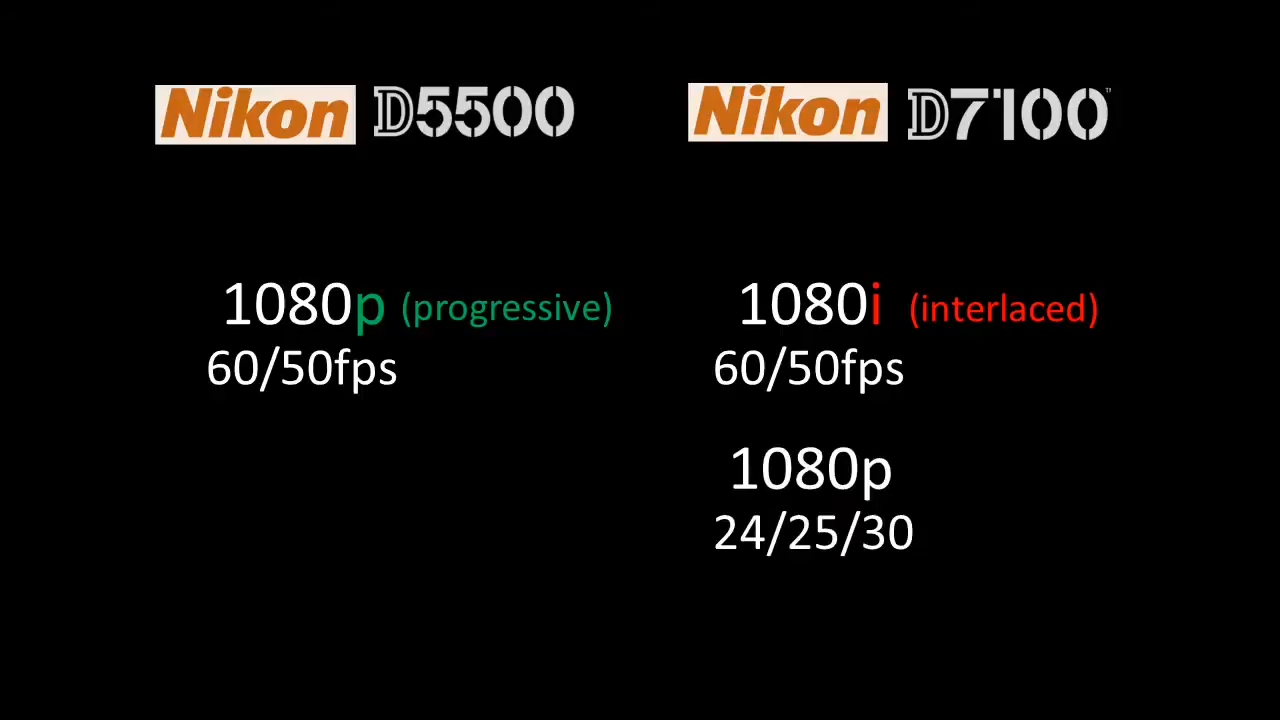 Nikon D5500
Nikon D7100
1080p (progressive)
60/50fps
1080i (interlaced)
60/50fps
1080p
24/25/30